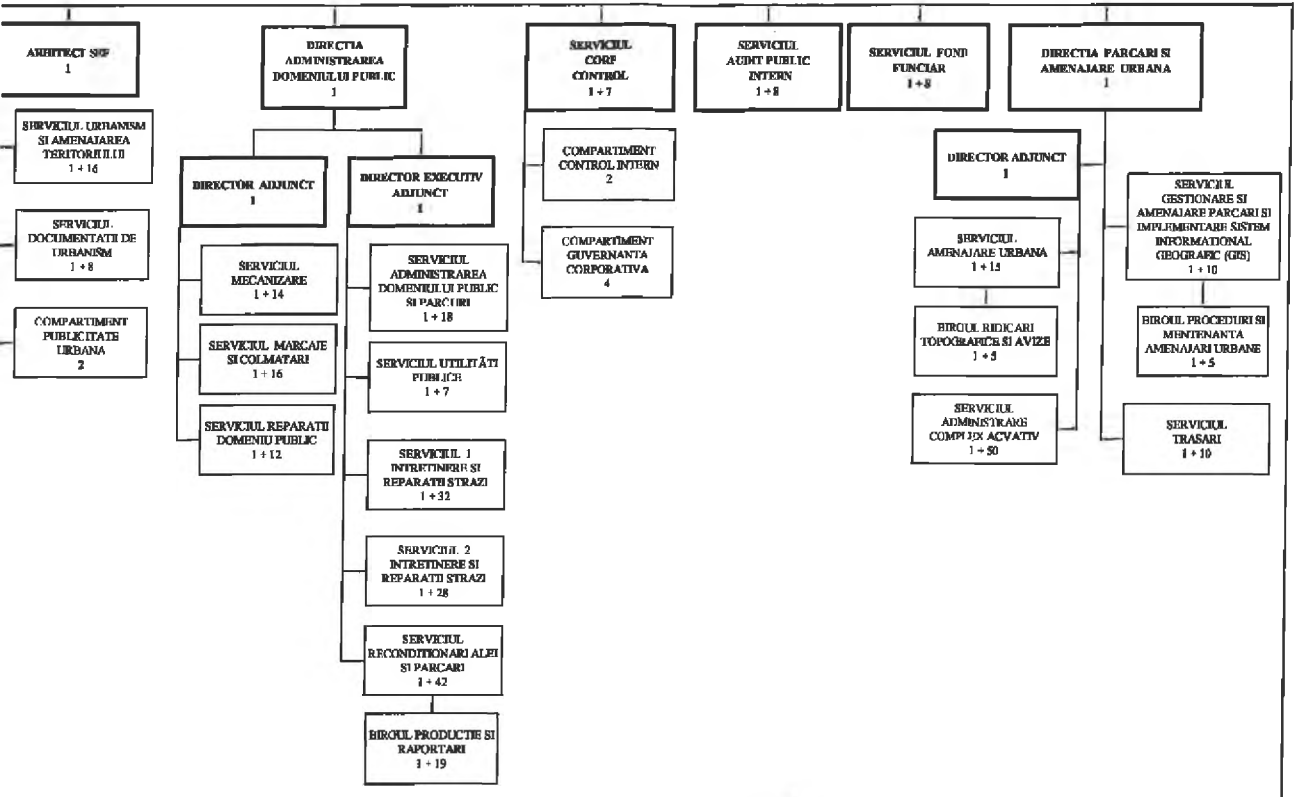 ARHITECT SEF
1
SERVICIUL URBANISM
SI AMENAJAREA
TERITORIULUI
1 + 16
SERVICIUL
DOCUMENTATII DE
URBANISM
1 + 8
COMPARTIMENT
PUBLICITATE
URBANA
2
DIRECTIA
ADMINISTRAREA
DOMENIULUI PUBLIC
1
DIRECTOR ADJUNCT
1
SERVICIUL
MECANIZARE
1 + 14
SERVICIUL MARCAJE
SI COLMATARI
1 + 16
SERVICIUL REPARATII
DOMENIU PUBLIC
1 + 12
DIRECTOR EXECUTIV
ADJUNCT
1
SERVICIUL
ADMINISTRAREA
DOMENIULUI PUBLIC
SI PARCURI
1 + 18
SERVICIUL UTILITĂTI
PUBLICE
1 + 7
SERVICIUL 1
INTRETINERE SI
REPARATII STRAZI
1 + 32
SERVICIUL 2
INTRETINERE SI
REPARATII STRAZI
1 + 28
SERVICIUL
RECONDITIONARI ALEI
SI PARCARI
1 + 42
BIROUL PRODUCTIE SI
RAPORTARI
1 + 19
SERVICIUL
CORP
CONTROL
1 + 7
COMPARTIMENT
CONTROL INTERN
2
COMPARTIMENT
GUVERNANTA
CORPORATIVA
4
SERVICIUL
AUDIT PUBLIC
INTERN
1 + 8
SERVICIUL FOND
FUNCIAR
1 + 8
DIRECTIA PARCARI SI
AMENAJARE URBANA
1
DIRECTOR ADJUNCT
1
SERVICIUL
AMENAJARE URBANA
1 + 15
BIROUL RIDICARI
TOPOGRAFICE SI AVIZE
1 + 5
SERVICIUL
ADMINISTRARE
COMPLEX ACVATIV
1 + 50
SERVICIUL
GESTIONARE SI
AMENAJARE PARCARI SI
IMPLEMENTARE SISTEM
INFORMATIONAL
GEOGRAFIC (GIS)
1 + 10
BIROUL PROCEDURI SI
MENTENANTA
AMENAJARI URBANE
1 + 5
SERVICIUL
TRASARI
1 + 10